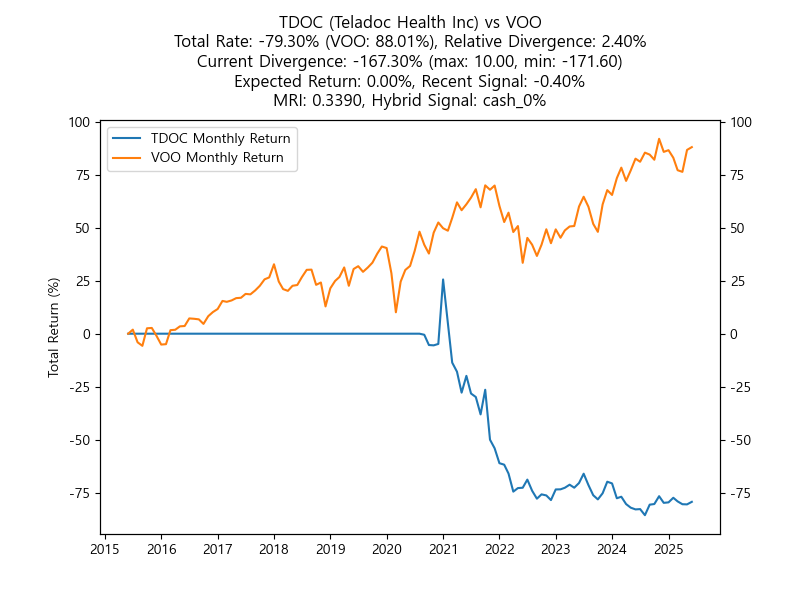 TDOC (Teladoc Health Inc) vs VOO
Total Rate: -79.30% (VOO: 88.01%), Relative Divergence: 2.40%
Current Divergence: -167.30% (max: 10.00, min: -171.60)
Expected Return: 0.00%, Recent Signal: -0.40%
MRI: 0.3390, Hybrid Signal: cash_0%
TDOC Monthly Return
VOO Monthly Return
Total Return (%)
100
75
50
25
0
-25
-50
-75
100
75
50
25
0
-25
-50
-75
2015 2016 2017 2018 2019 2020 2021 2022 2023 2024 2025